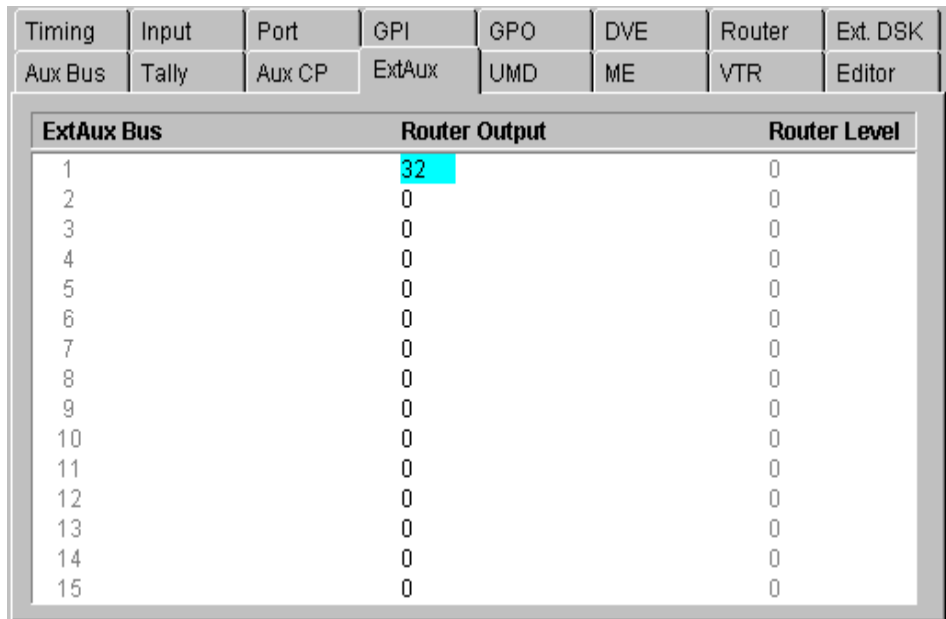 Timing Input Port GPI GPO DVE Router Ext. DSK
Aux Bus Tally Aux CP ExtAux UMD ME VTR Editor
ExtAux Bus Router Output Router Level
1 32 0
2 0 0
3 0 0
4 0 0
5 0 0
6 0 0
7 0 0
8 0 0
9 0 0
10 0 0
11 0 0
12 0 0
13 0 0
14 0 0
15 0 0